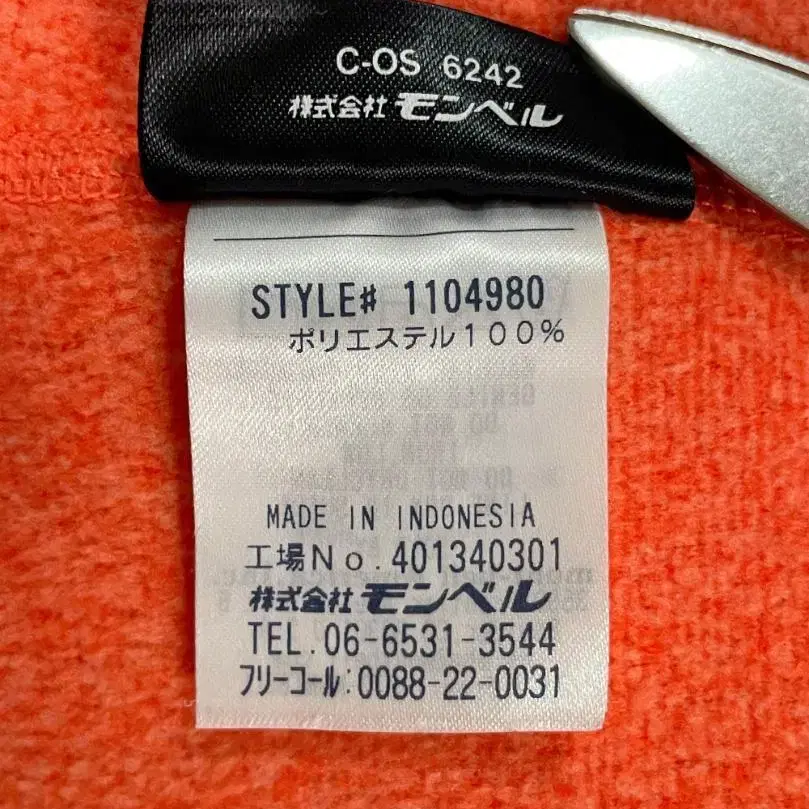 C-OS 6242
株式会社 モンベル
STYLE# 1104980
ポリエステル100%
MADE IN INDONESIA
工場No.401340301
株式会社 モンベル
TEL.06-6531-3544
フリーコール:0088-22-0031